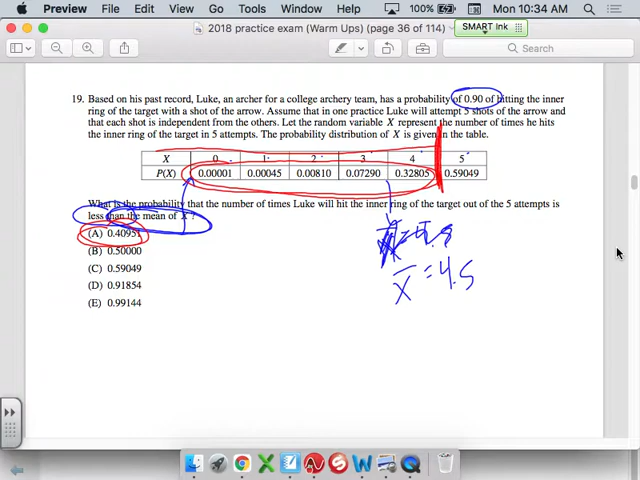 Preview File Edit View Go Tools Window Help 100% Mon 10:34 AM
2018 practice exam (Warm Ups) (page 36 of 114)
SMART Ink
Search
19. Based on his past record, Luke, an archer for a college archery team, has a probability of 0.90 of hitting the inner
ring of the target with a shot of the arrow. Assume that in one practice Luke will attempt 5 shots of the arrow and
that each shot is independent from the others. Let the random variable X represent the number of times he hits
the inner ring of the target in 5 attempts. The probability distribution of X is given in the table.
X 0 1 2 3 4 5
P(X) 0.00001 0.00045 0.00810 0.07290 0.32805 0.59049
What is the probability that the number of times Luke will hit the inner ring of the target out of the 5 attempts is
less than the mean of X ?
(A) 0.40951
(B) 0.50000
(C) 0.59049
(D) 0.91854
(E) 0.99144
X̄ = 4.5